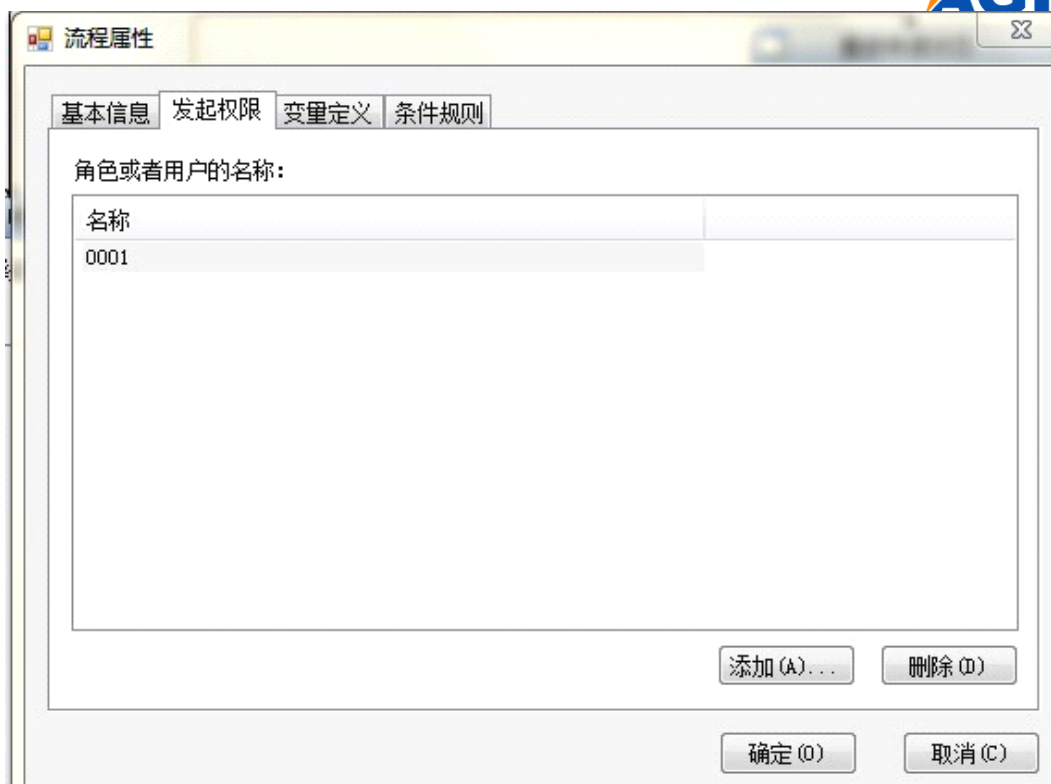 流程属性
基本信息 发起权限 变量定义 条件规则
角色或者用户的名称:
名称
0001
添加(A)... 删除(D)
确定(O) 取消(C)